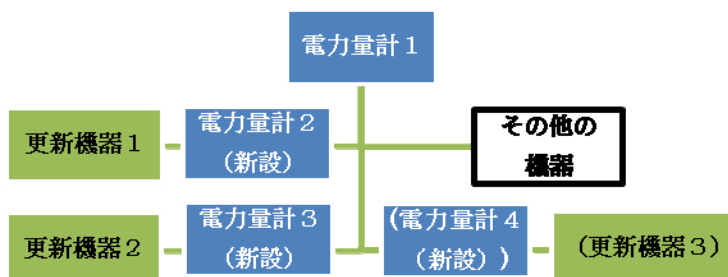 電力量計１
更新機器１
電力量計２
（新設）
その他の
機器
更新機器２
電力量計３
（新設）
（電力量計４
（新設））
（更新機器３）